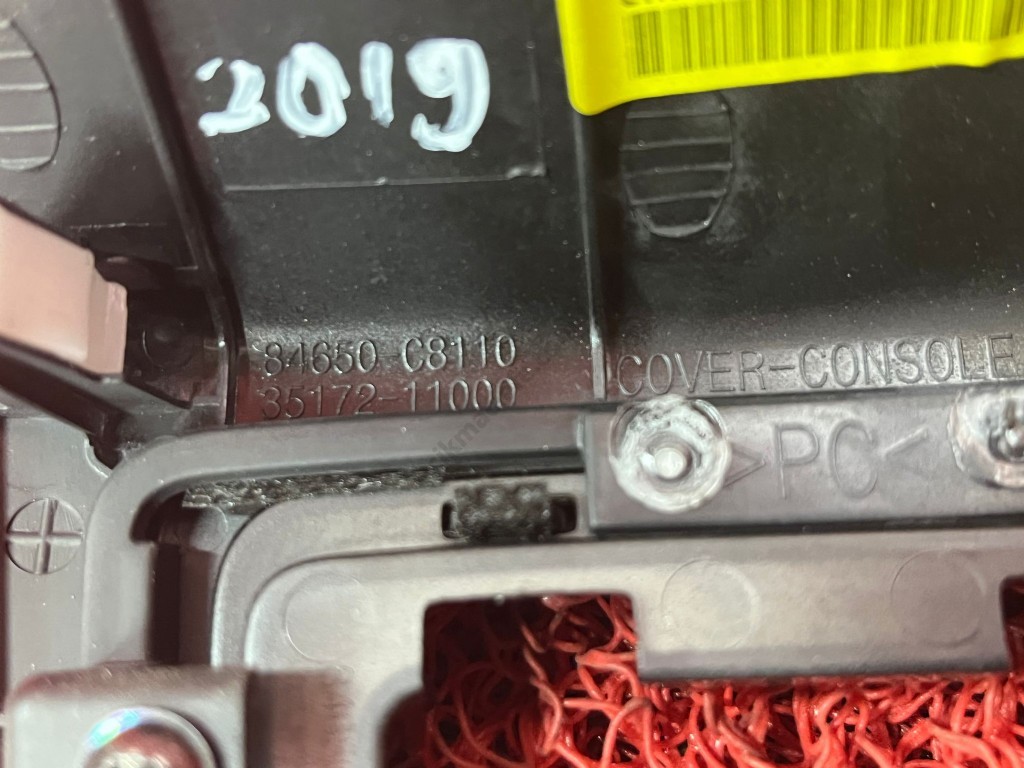 2019
84650-C8110
35172-11000
COVER-CONSOLE
>PC<